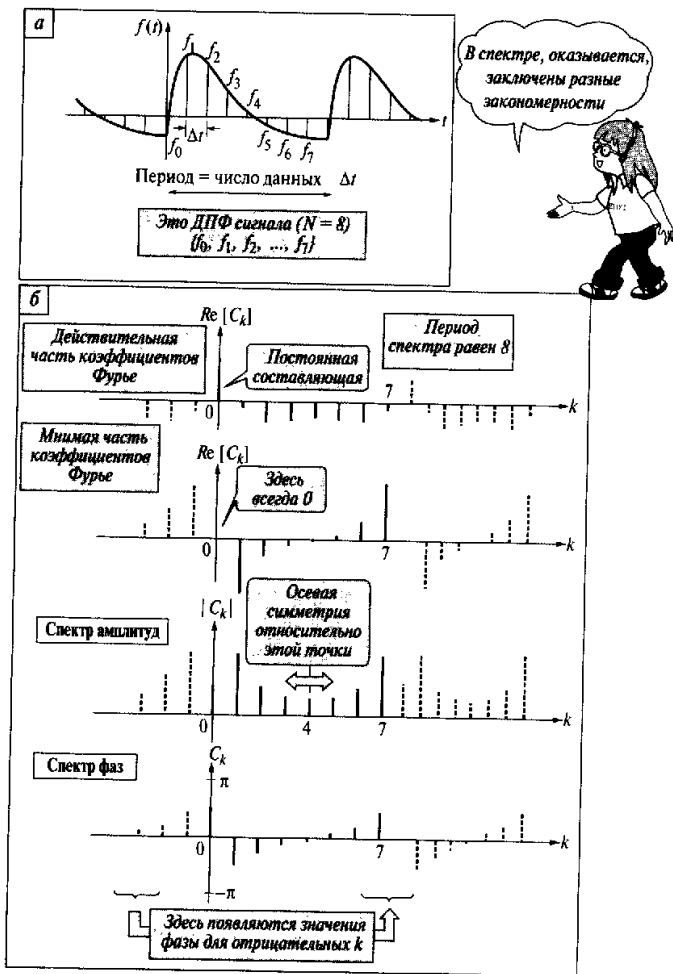 а
f(t)
f₁
f₂
f₃
f₄
t
f₀
Δt
f₅ f₆ f₇
Период = число данных Δt
Это ДПФ сигнала (N = 8)
{f₀, f₁, f₂, ..., f₇}
В спектре, оказывается,
заключены разные
закономерности
б
Re [Cₖ]
Действительная
часть коэффициентов
Фурье
Постоянная
составляющая
Период
спектра равен 8
0
7
k
Мнимая часть
коэффициентов
Фурье
Re [Cₖ]
Здесь
всегда 0
0
7
k
|Cₖ|
Спектр амплитуд
Осевая
симметрия
относительно
этой точки
0
4
7
k
Спектр фаз
Cₖ
π
0
7
k
–π
Здесь появляются значения
фазы для отрицательных k